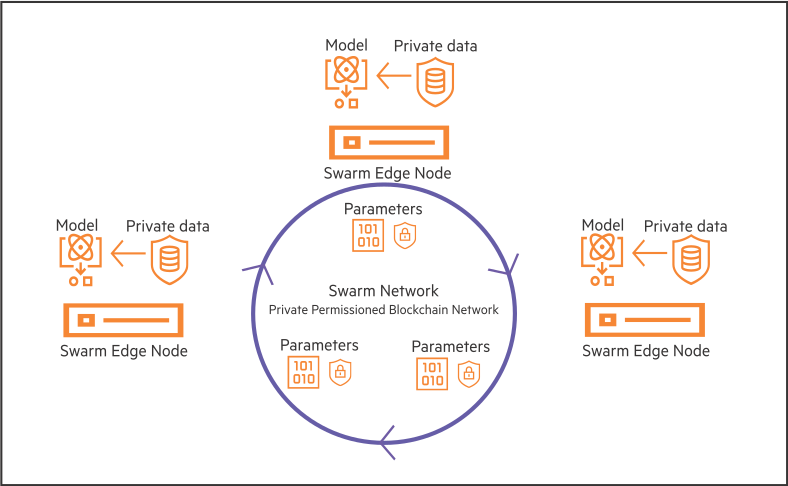 Model
Private data
Swarm Edge Node
Parameters
101
010
Model
Private data
Swarm Edge Node
Model
Private data
Swarm Edge Node
Swarm Network
Private Permissioned Blockchain Network
Parameters
101
010
Parameters
101
010